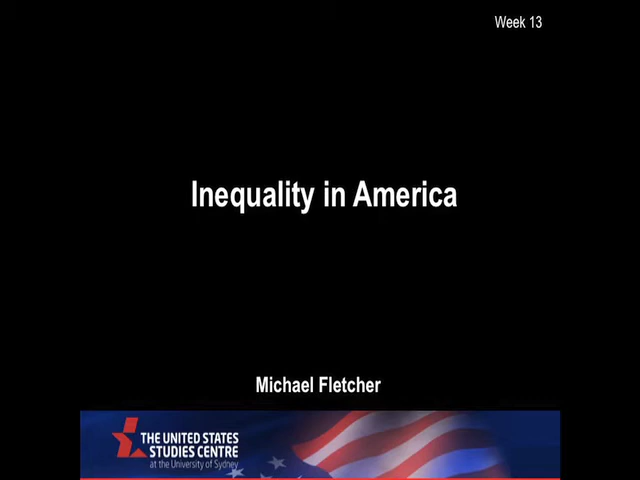 Week 13
Inequality in America
Michael Fletcher
THE UNITED STATES
STUDIES CENTRE
at the University of Sydney